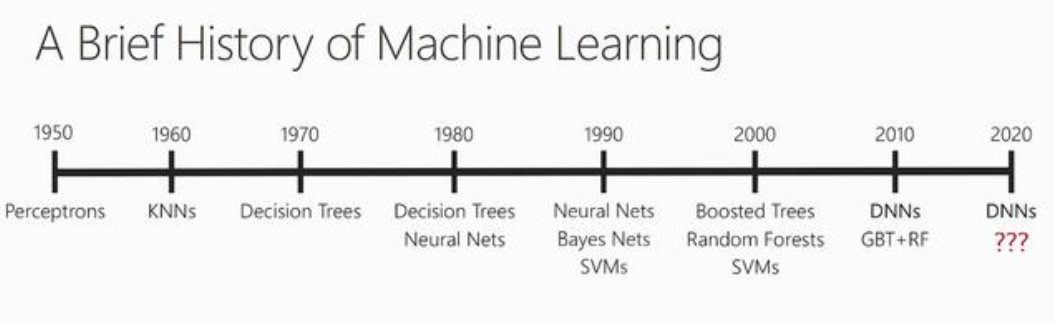 A Brief History of Machine Learning
1950 1960 1970 1980 1990 2000 2010 2020
Perceptrons KNNs Decision Trees Decision Trees Neural Nets Boosted Trees DNNs DNNs
Neural Nets Bayes Nets Random Forests GBT+RF ???
SVMs SVMs